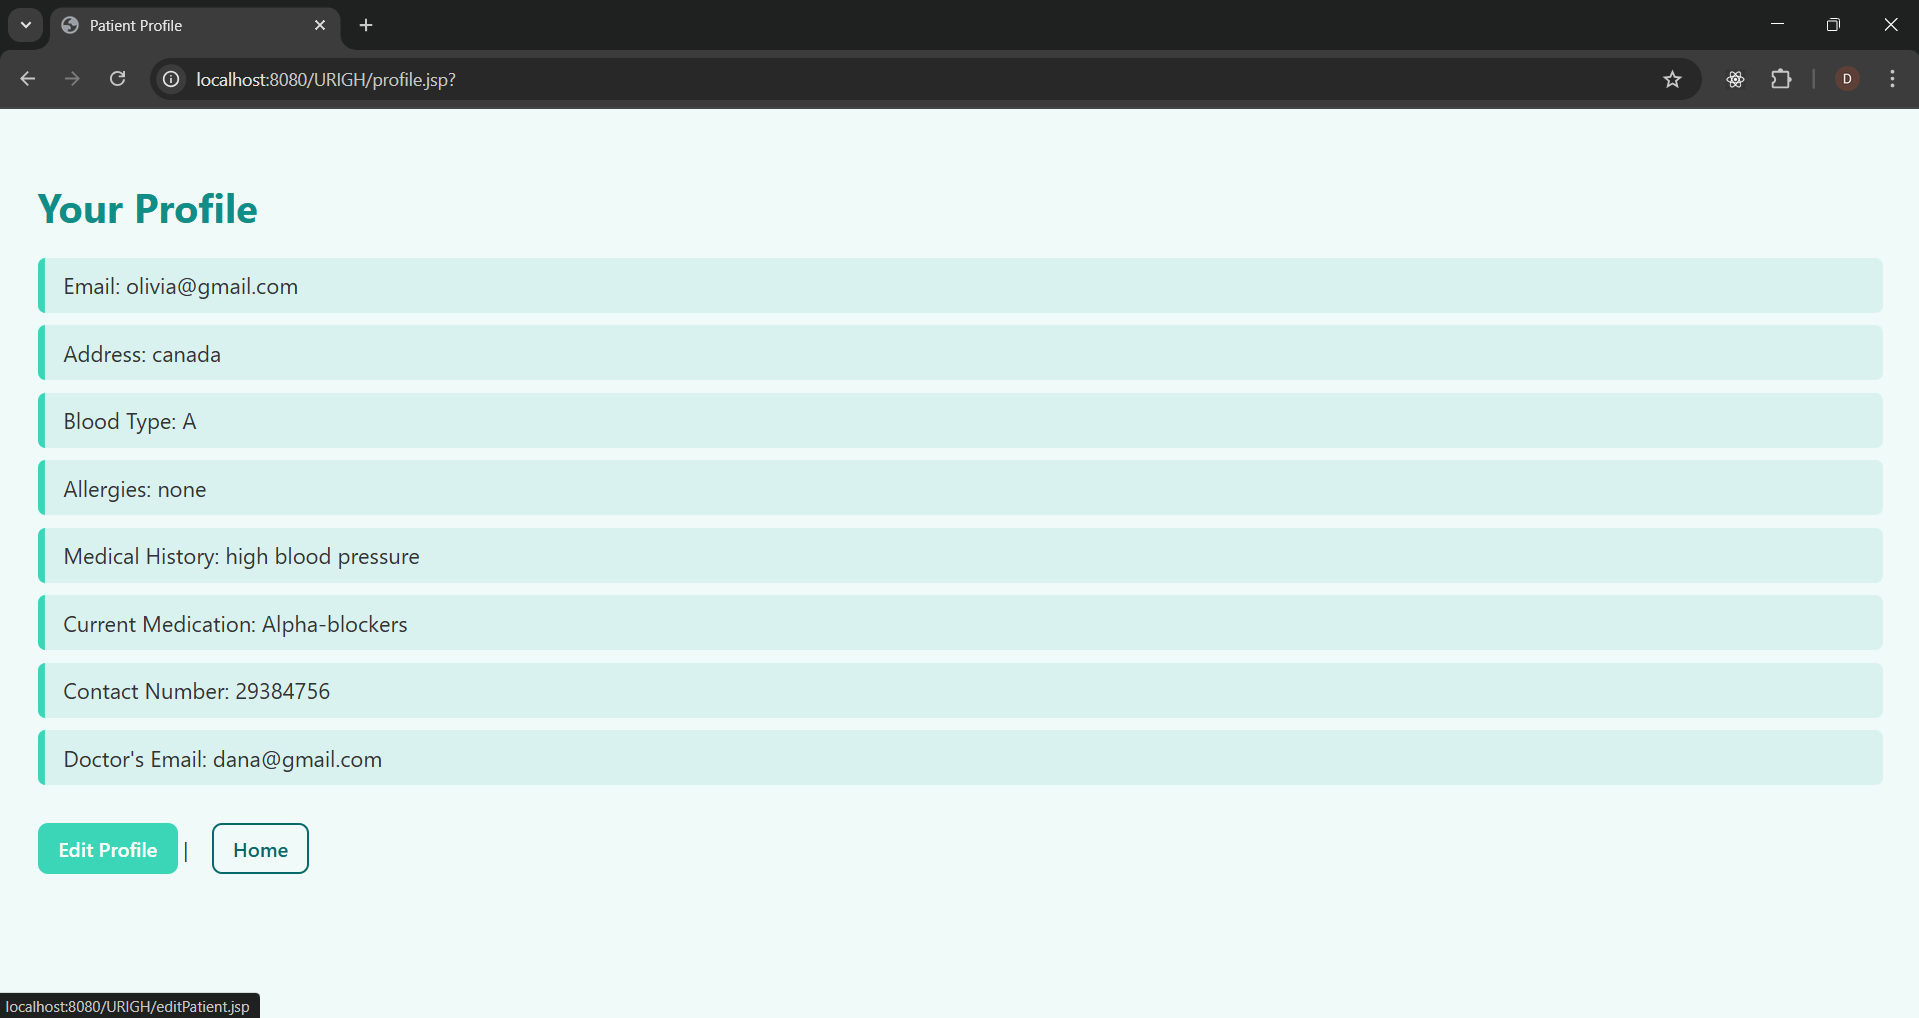 Patient Profile
localhost:8080/URIGH/profile.jsp?
D
Your Profile
Email: olivia@gmail.com
Address: canada
Blood Type: A
Allergies: none
Medical History: high blood pressure
Current Medication: Alpha-blockers
Contact Number: 29384756
Doctor's Email: dana@gmail.com
Edit Profile | Home
localhost:8080/URIGH/editPatient.jsp